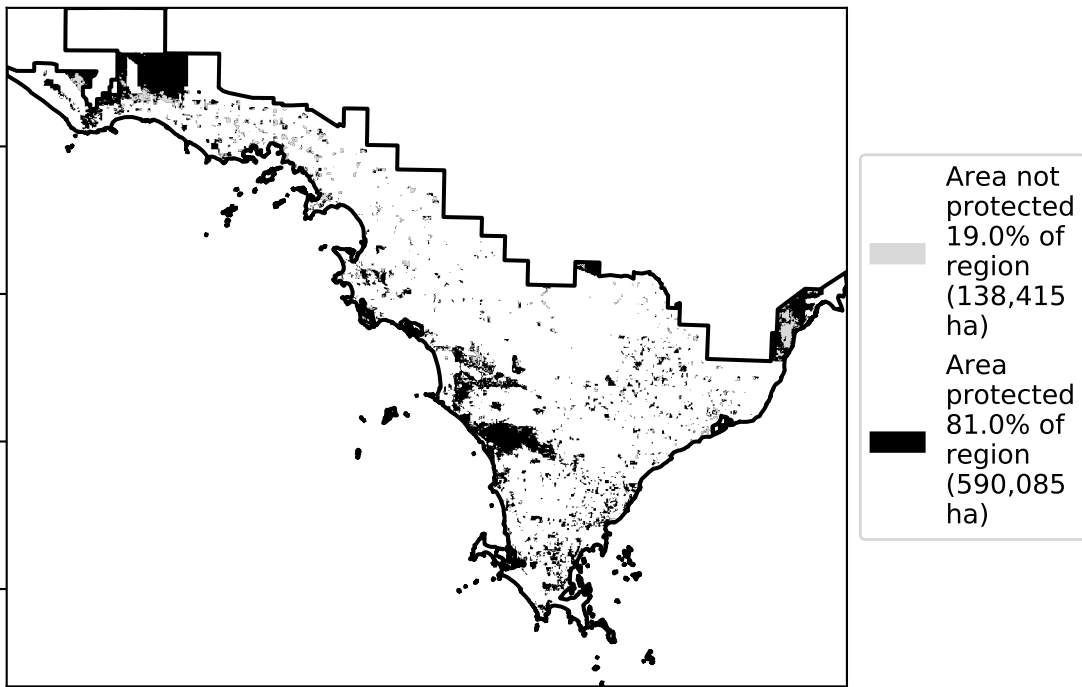 Area not
protected
19.0% of
region
(138,415
ha)
Area
protected
81.0% of
region
(590,085
ha)